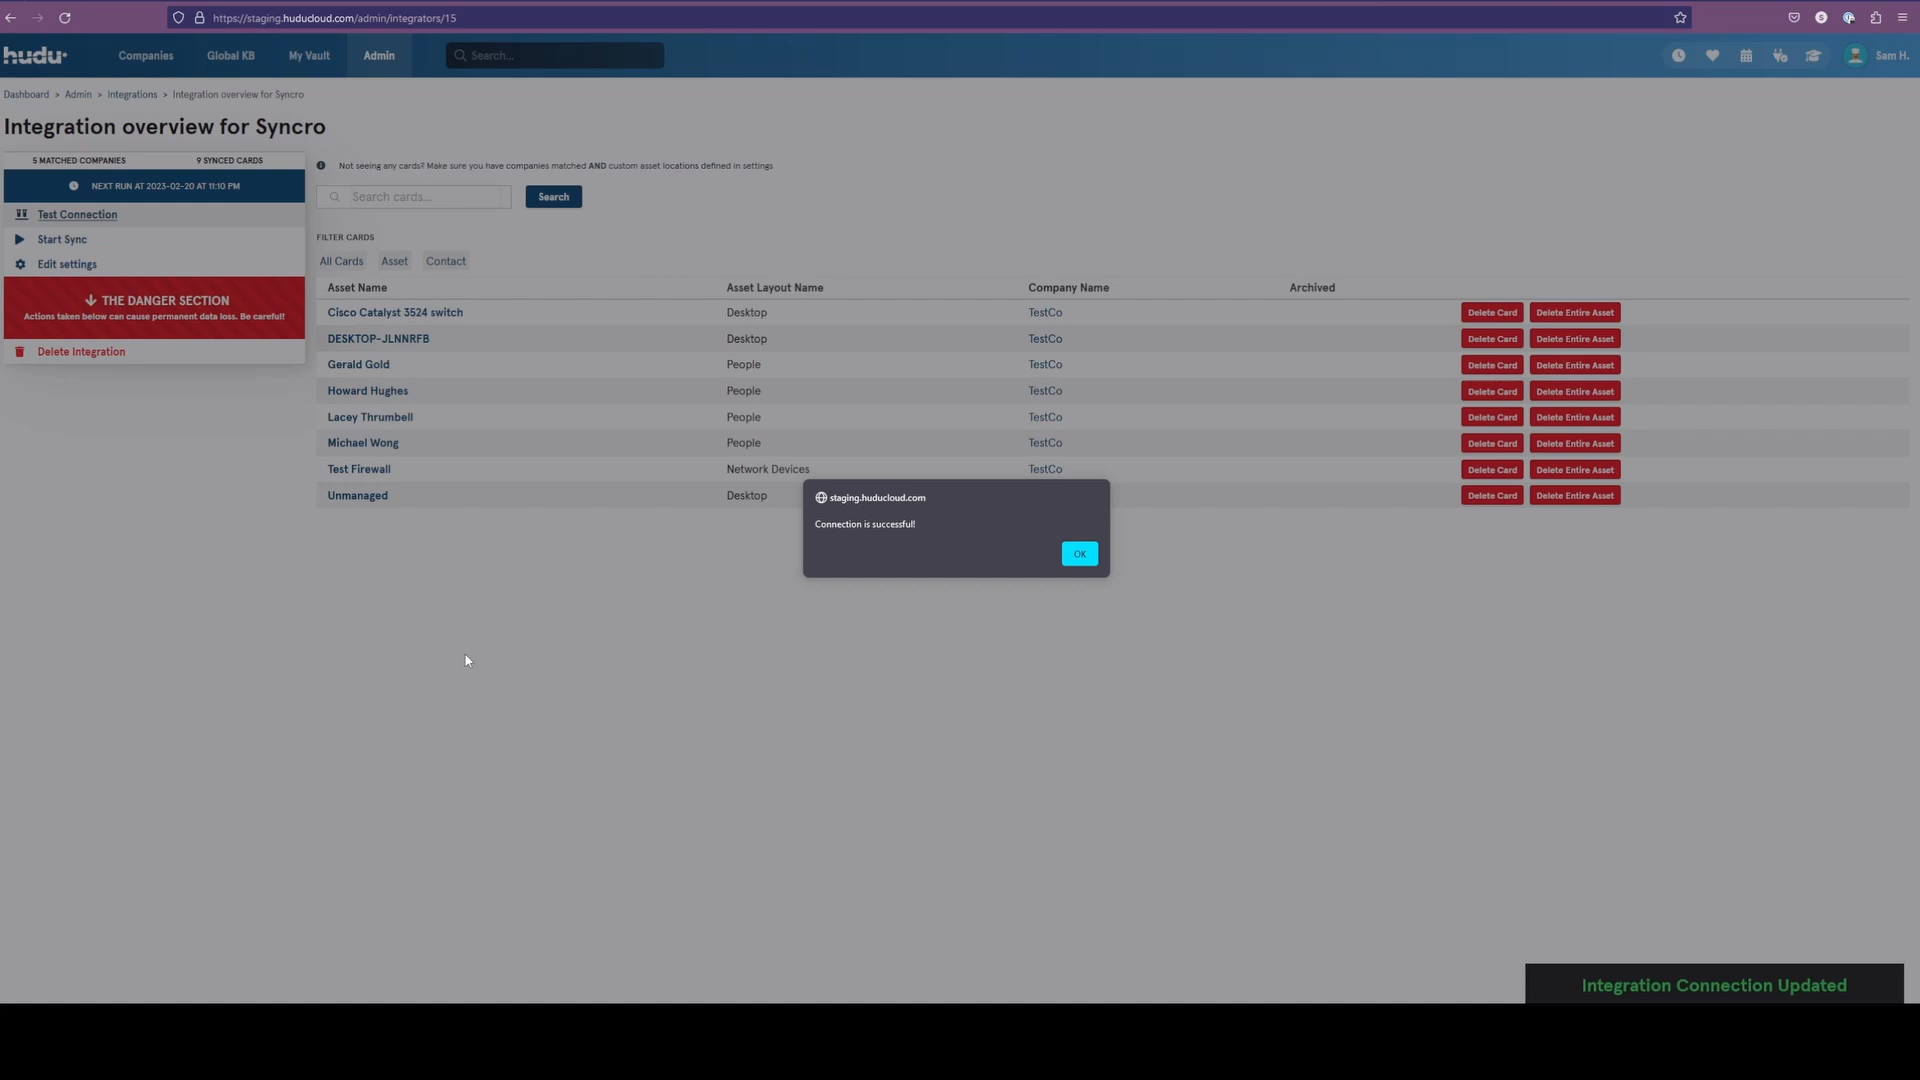 https://staging.huducloud.com/admin/integrators/15
S
hudu
Companies
Global KB
My Vault
Admin
Search...
Sam H.
Dashboard > Admin > Integrations > Integration overview for Syncro
Integration overview for Syncro
5 MATCHED COMPANIES
9 SYNCED CARDS
NEXT RUN AT 2023-02-20 AT 11:10 PM
Test Connection
Start Sync
Edit settings
THE DANGER SECTION
Actions taken below can cause permanent data loss. Be careful!
Delete Integration
Not seeing any cards? Make sure you have companies matched AND custom asset locations defined in settings
Search cards...
Search
FILTER CARDS
All Cards Asset Contact
Asset Name Asset Layout Name Company Name Archived
Cisco Catalyst 3524 switch Desktop TestCo Delete Card Delete Entire Asset
DESKTOP-JLNNRFB Desktop TestCo Delete Card Delete Entire Asset
Gerald Gold People TestCo Delete Card Delete Entire Asset
Howard Hughes People TestCo Delete Card Delete Entire Asset
Lacey Thrumbell People TestCo Delete Card Delete Entire Asset
Michael Wong People TestCo Delete Card Delete Entire Asset
Test Firewall Network Devices TestCo Delete Card Delete Entire Asset
Unmanaged Desktop Delete Card Delete Entire Asset
staging.huducloud.com
Connection is successful!
OK
Integration Connection Updated